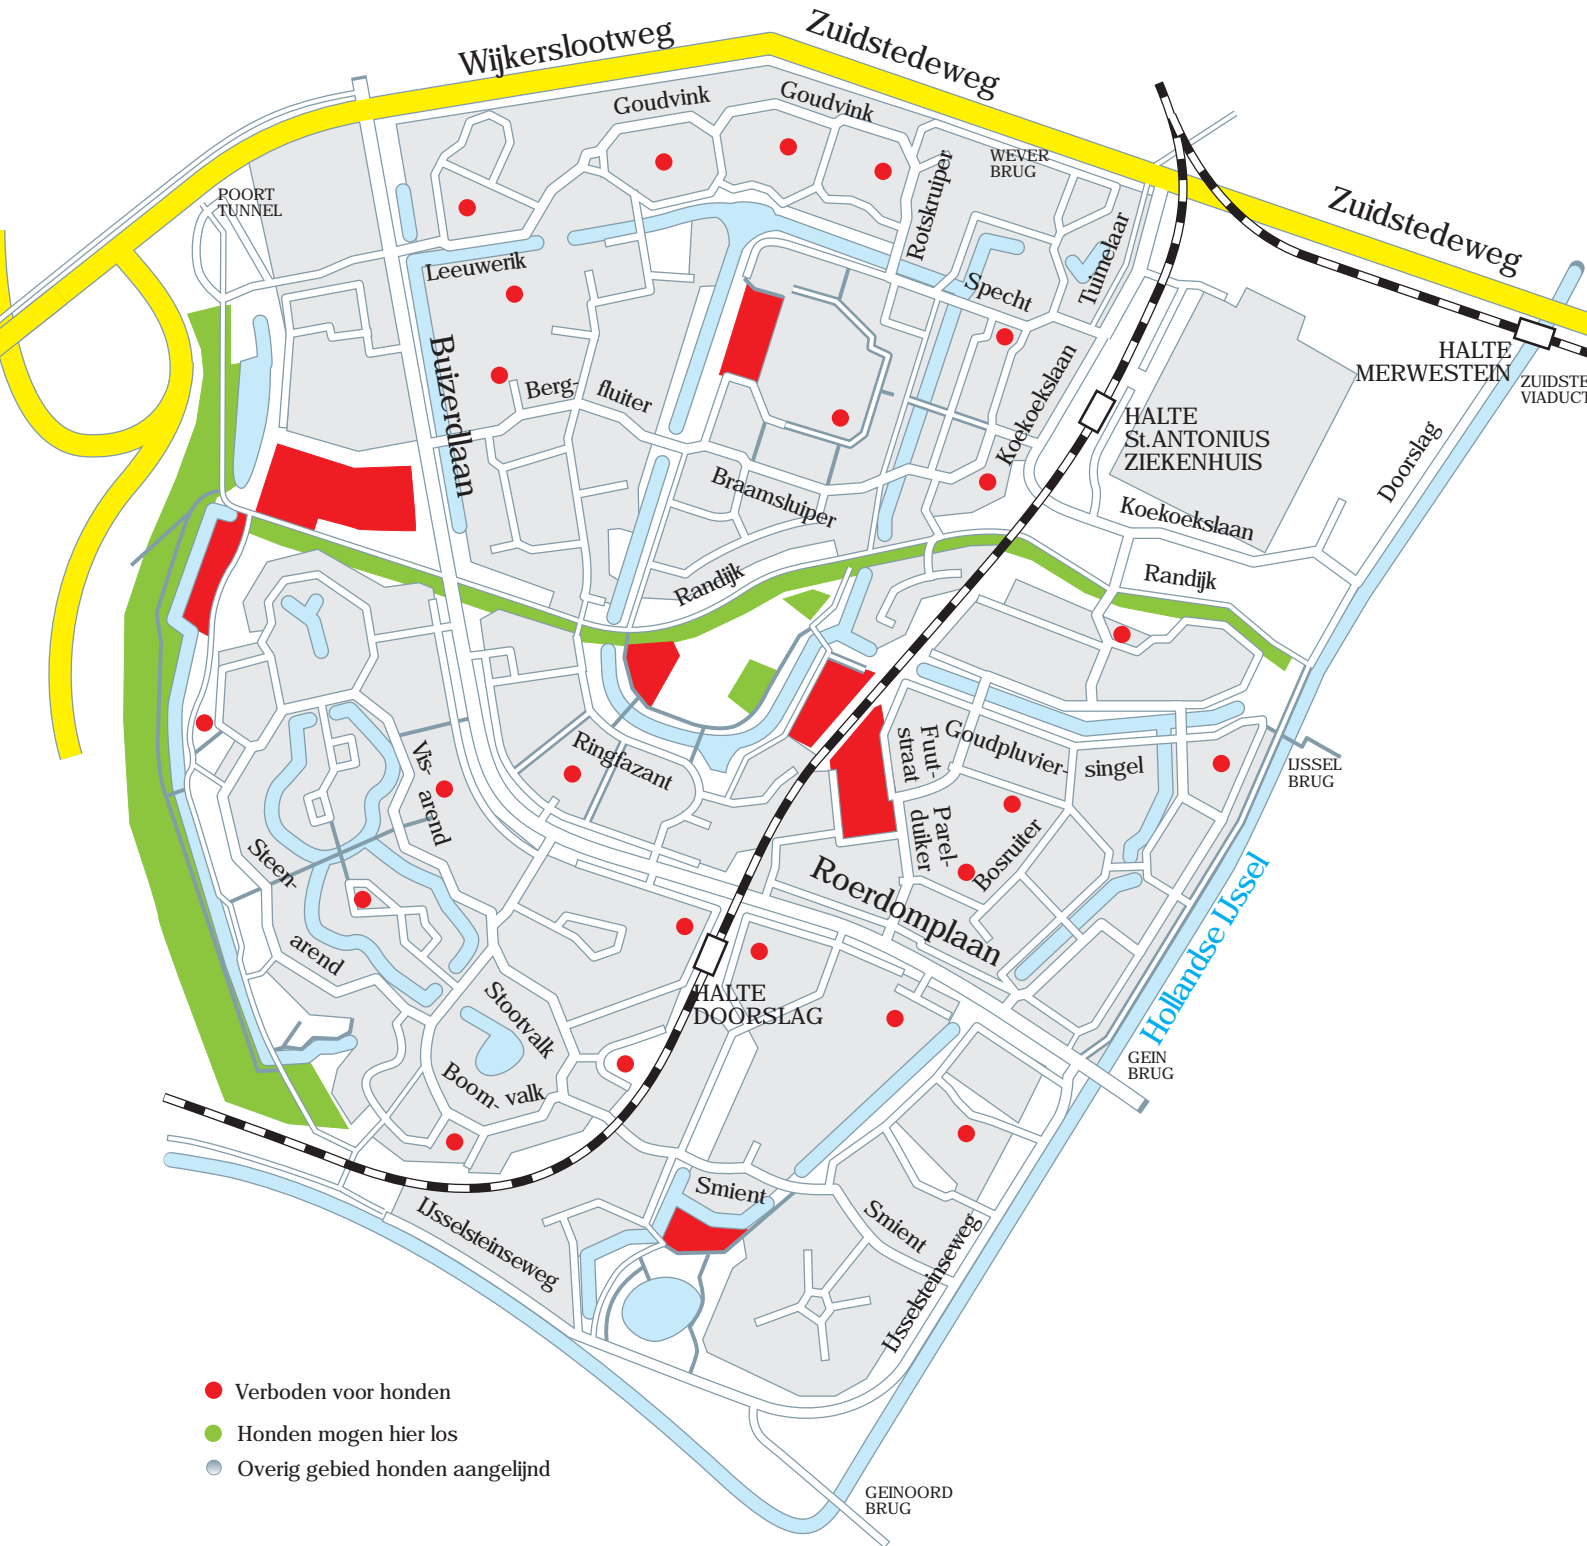 Wijkerslootweg
Zuidstedeweg
Goudvink
Goudvink
WEVER
BRUG
Rotskruiper
POORT
TUNNEL
Zuidstedeweg
Tuimelaar
Leeuwerik
Specht
Buizerdlaan
HALTE
MERWESTEIN
ZUIDSTE
VIADUCT
Berg-
fluiter
Koekoekslaan
HALTE
St.ANTONIUS
ZIEKENHUIS
Doorslag
Braamsluiper
Koekoekslaan
Randijk
Randijk
Vis-
arend
Ringfazant
Fuut-
straat
Goudpluvier-
singel
IJSSEL
BRUG
Parel-
duiker
Bosruiter
Steen-
arend
Roerdomplaan
Hollandse IJssel
Stootvalk
HALTE
DOORSLAG
GEIN
BRUG
Boom-
valk
Smient
Smient
IJsselsteinseweg
IJsselsteinseweg
Verboden voor honden
Honden mogen hier los
Overig gebied honden aangelijnd
GEINOORD
BRUG